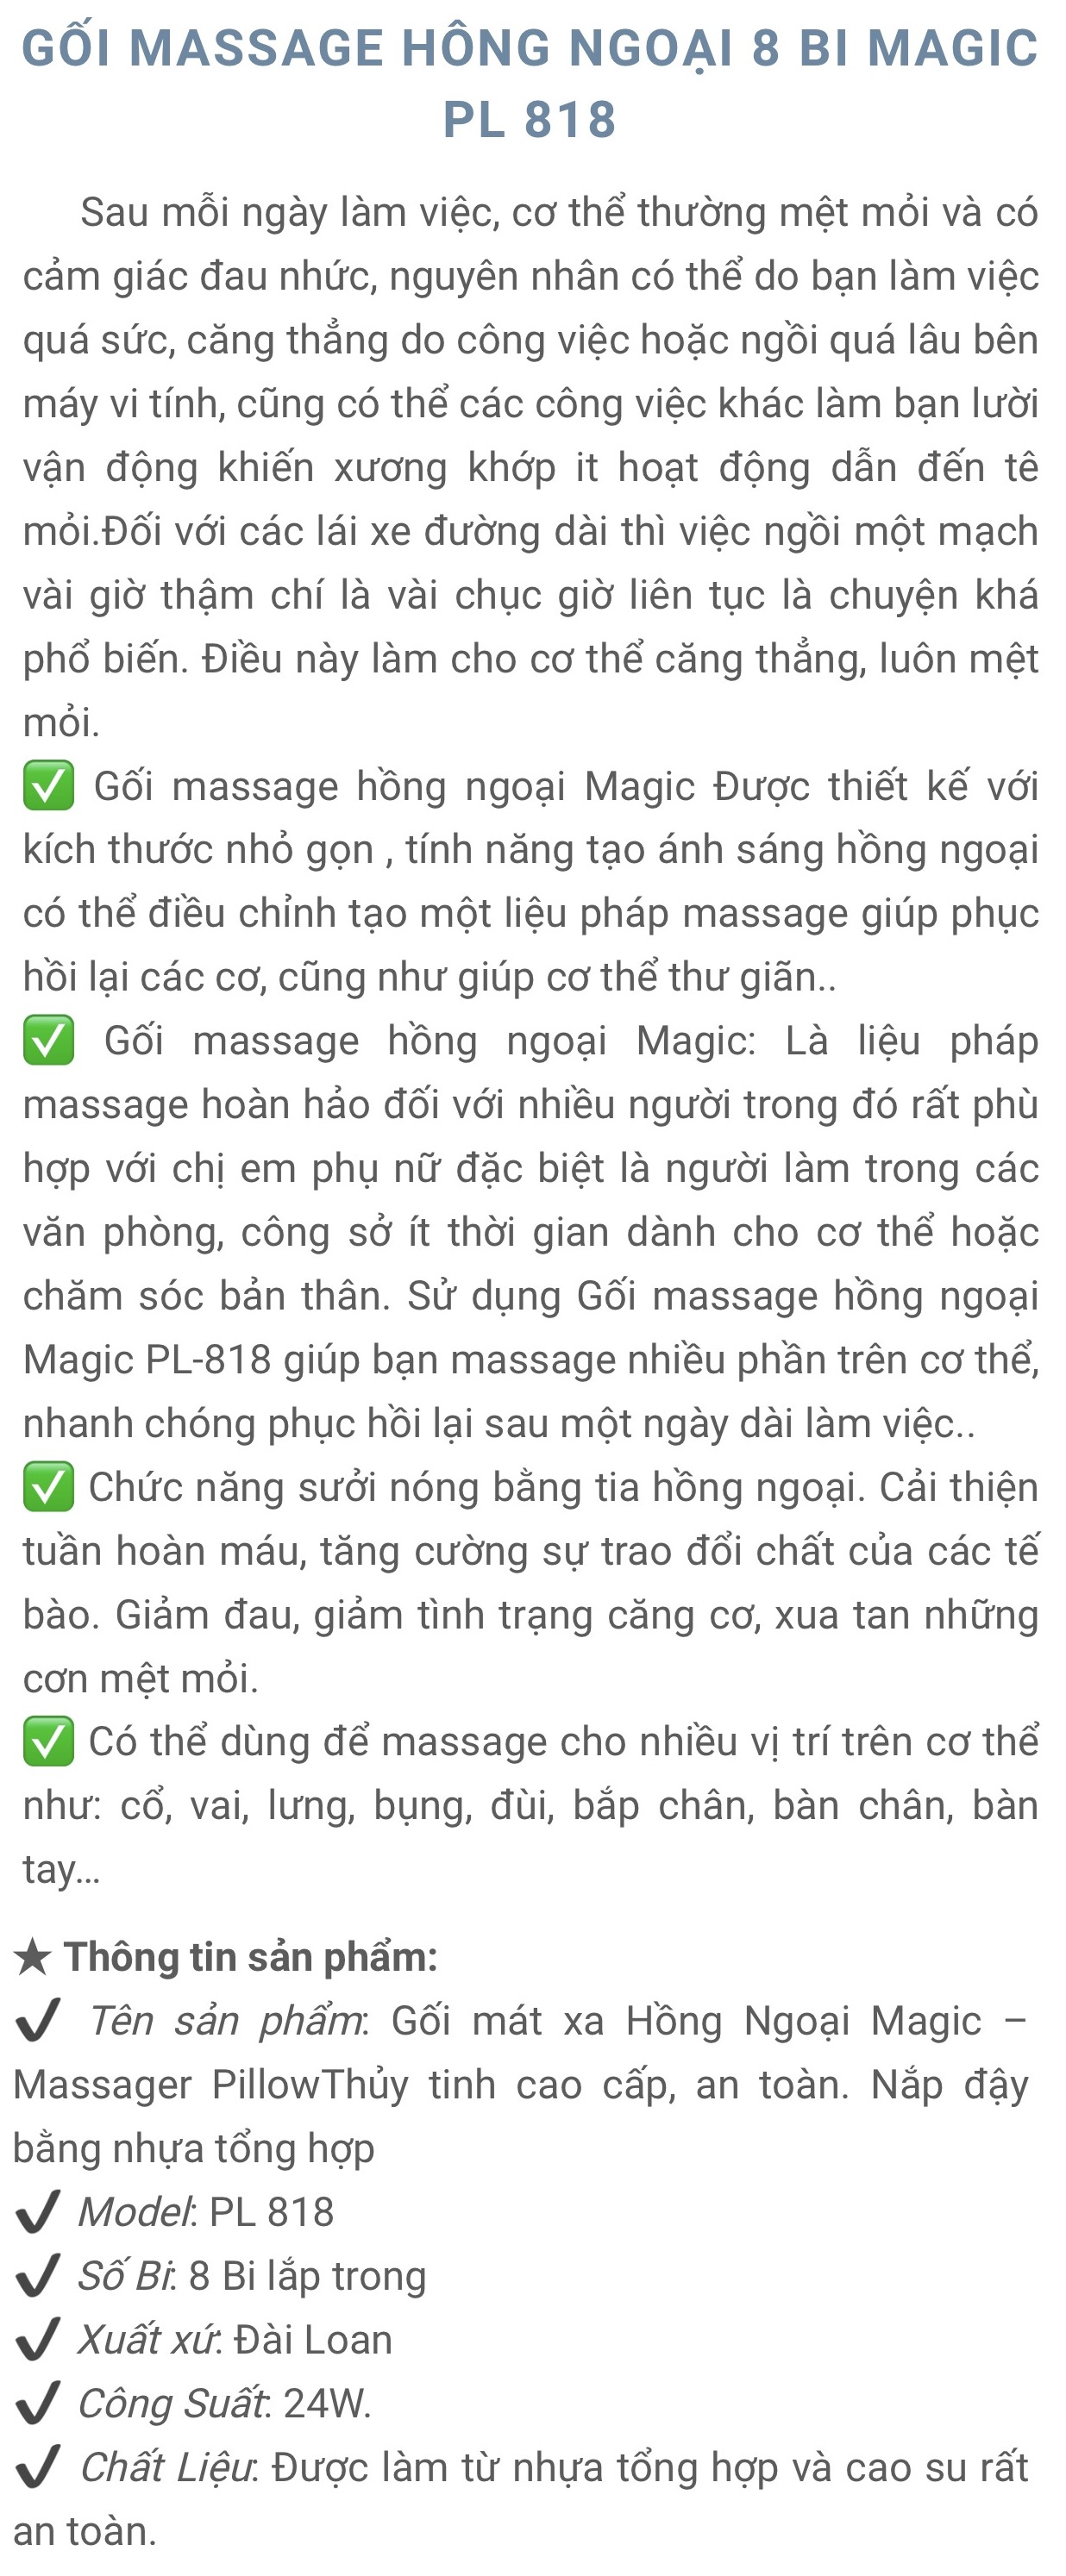 GỐI MASSAGE HÔNG NGOẠI 8 BI MAGIC
PL 818
Sau mỗi ngày làm việc, cơ thể thường mệt mỏi và có
cảm giác đau nhức, nguyên nhân có thể do bạn làm việc
quá sức, căng thẳng do công việc hoặc ngồi quá lâu bên
máy vi tính, cũng có thể các công việc khác làm bạn lười
vận động khiến xương khớp it hoạt động dẫn đến tê
mỏi.Đối với các lái xe đường dài thì việc ngồi một mạch
vài giờ thậm chí là vài chục giờ liên tục là chuyện khá
phổ biến. Điều này làm cho cơ thể căng thẳng, luôn mệt
mỏi.
✅ Gối massage hồng ngoại Magic Được thiết kế với
kích thước nhỏ gọn , tính năng tạo ánh sáng hồng ngoại
có thể điều chỉnh tạo một liệu pháp massage giúp phục
hồi lại các cơ, cũng như giúp cơ thể thư giãn..
✅ Gối massage hồng ngoại Magic: Là liệu pháp
massage hoàn hảo đối với nhiều người trong đó rất phù
hợp với chị em phụ nữ đặc biệt là người làm trong các
văn phòng, công sở ít thời gian dành cho cơ thể hoặc
chăm sóc bản thân. Sử dụng Gối massage hồng ngoại
Magic PL-818 giúp bạn massage nhiều phần trên cơ thể,
nhanh chóng phục hồi lại sau một ngày dài làm việc..
✅ Chức năng sưởi nóng bằng tia hồng ngoại. Cải thiện
tuần hoàn máu, tăng cường sự trao đổi chất của các tế
bào. Giảm đau, giảm tình trạng căng cơ, xua tan những
cơn mệt mỏi.
✅ Có thể dùng để massage cho nhiều vị trí trên cơ thể
như: cổ, vai, lưng, bụng, đùi, bắp chân, bàn chân, bàn
tay…
★ Thông tin sản phẩm:
✔ Tên sản phẩm: Gối mát xa Hồng Ngoại Magic –
Massager PillowThủy tinh cao cấp, an toàn. Nắp đậy
bằng nhựa tổng hợp
✔ Model: PL 818
✔ Số Bi: 8 Bi lắp trong
✔ Xuất xứ: Đài Loan
✔ Công Suất: 24W.
✔ Chất Liệu: Được làm từ nhựa tổng hợp và cao su rất
an toàn.